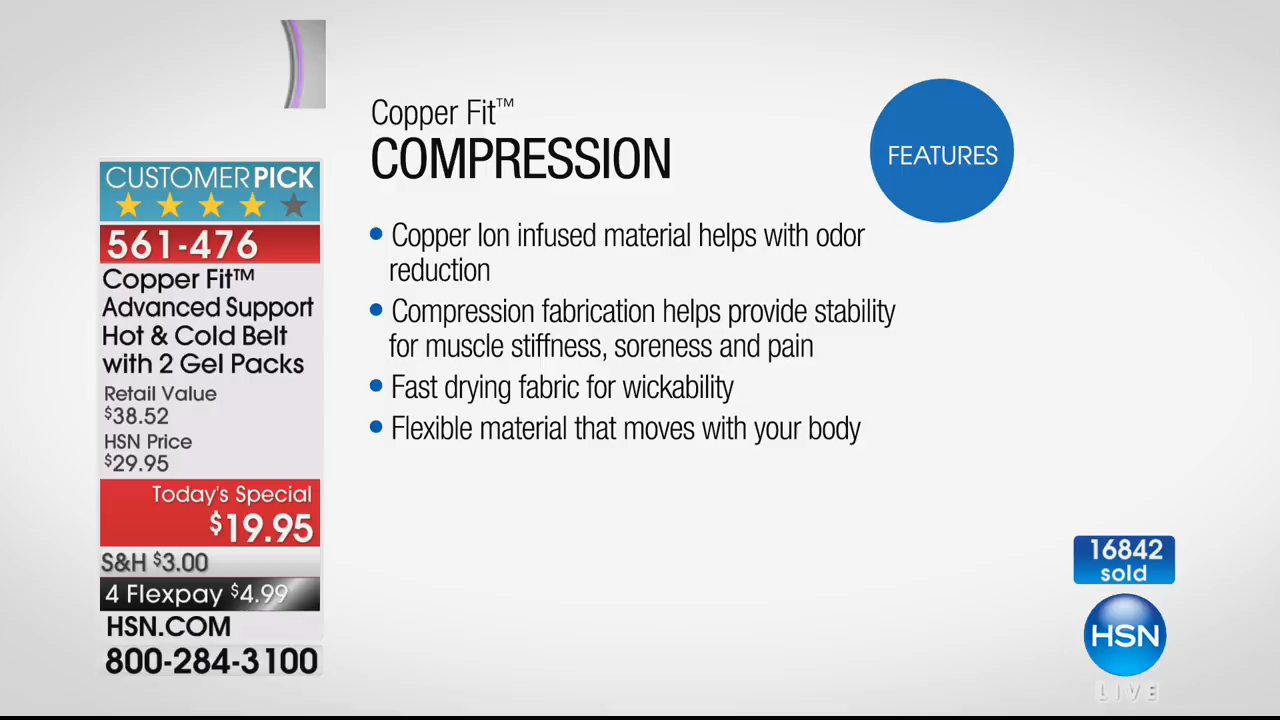 Copper Fit™
COMPRESSION
FEATURES
• Copper Ion infused material helps with odor
reduction
• Compression fabrication helps provide stability
for muscle stiffness, soreness and pain
• Fast drying fabric for wickability
• Flexible material that moves with your body
CUSTOMER PICK
561-476
Copper Fit™
Advanced Support
Hot & Cold Belt
with 2 Gel Packs
Retail Value
$38.52
HSN Price
$29.95
Today's Special
$19.95
S&H $3.00
4 Flexpay $4.99
HSN.COM
800-284-3100
16842
sold
HSN
LIVE